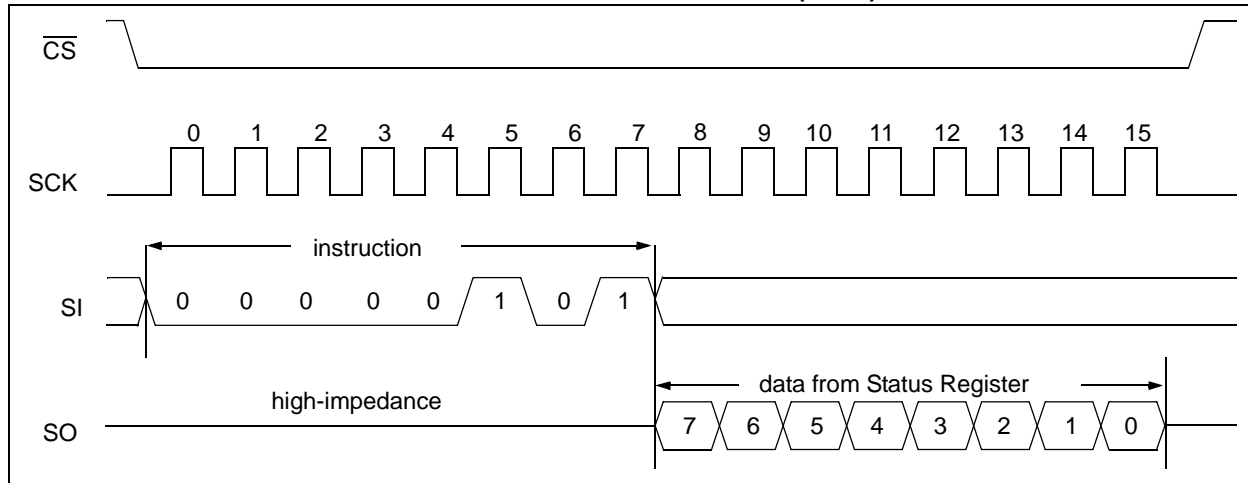 CS
0 1 2 3 4 5 6 7 8 9 10 11 12 13 14 15
SCK
instruction
SI 0 0 0 0 0 1 0 1
data from Status Register
high-impedance
SO 7 6 5 4 3 2 1 0